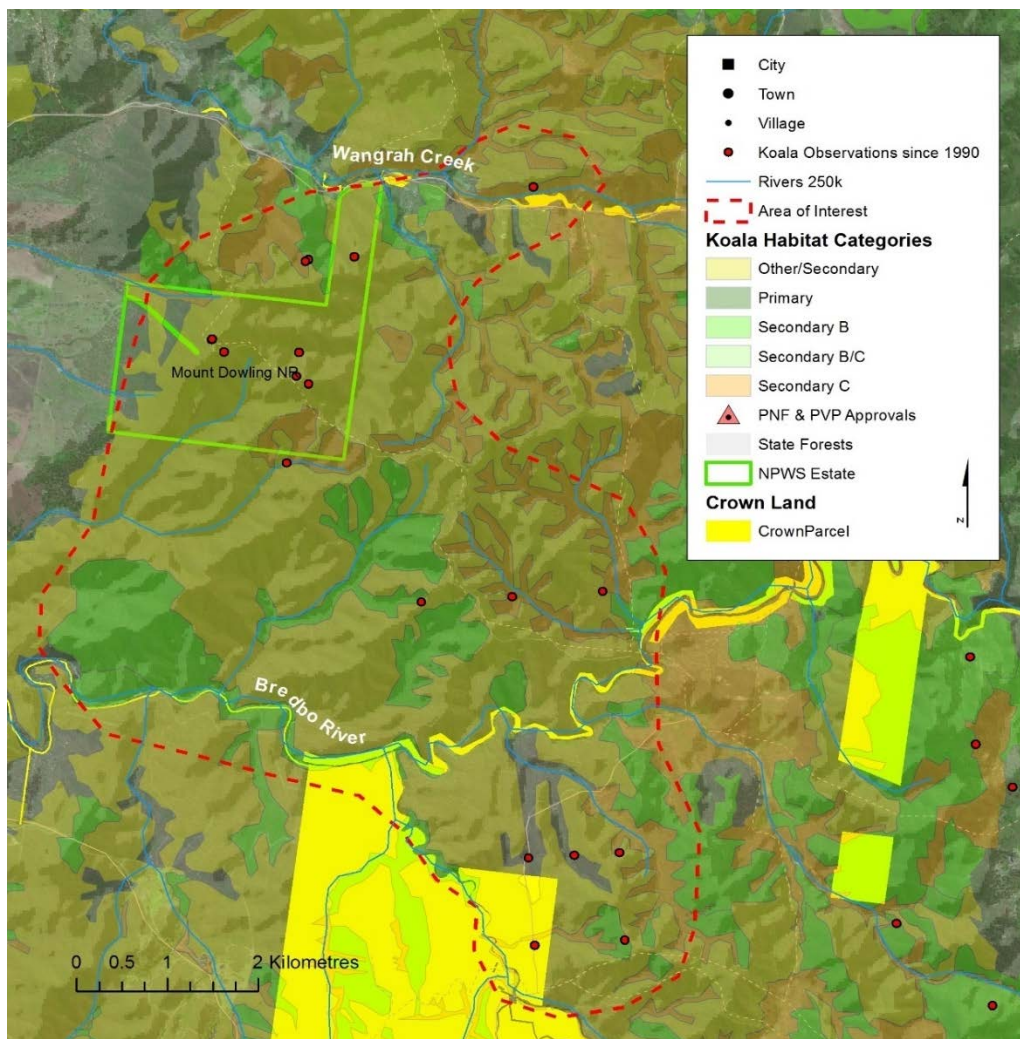 City
Town
Village
Koala Observations since 1990
Rivers 250k
Area of Interest
Koala Habitat Categories
Other/Secondary
Primary
Secondary B
Secondary B/C
Secondary C
PNF & PVP Approvals
State Forests
NPWS Estate
Crown Land
CrownParcel
N
Wangrah Creek
Mount Dowling NR
Bredbo River
0 0.5 1 2 Kilometres